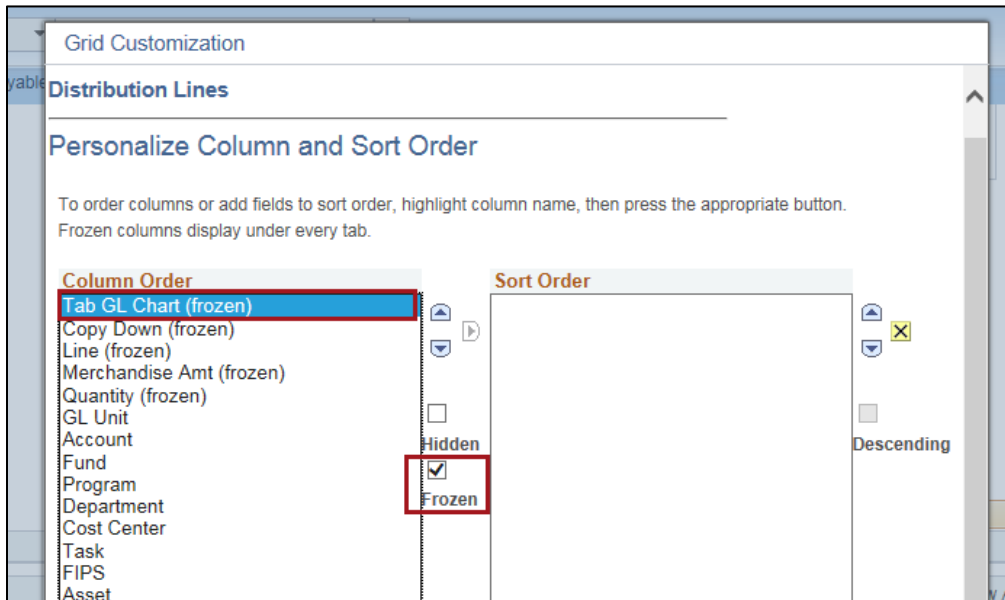 Grid Customization
yable
Distribution Lines
Personalize Column and Sort Order
To order columns or add fields to sort order, highlight column name, then press the appropriate button.
Frozen columns display under every tab.
Column Order
Sort Order
Tab GL Chart (frozen)
Copy Down (frozen)
Line (frozen)
Merchandise Amt (frozen)
Quantity (frozen)
GL Unit
Account
Fund
Program
Department
Cost Center
Task
FIPS
Asset
Hidden
Frozen
Descending